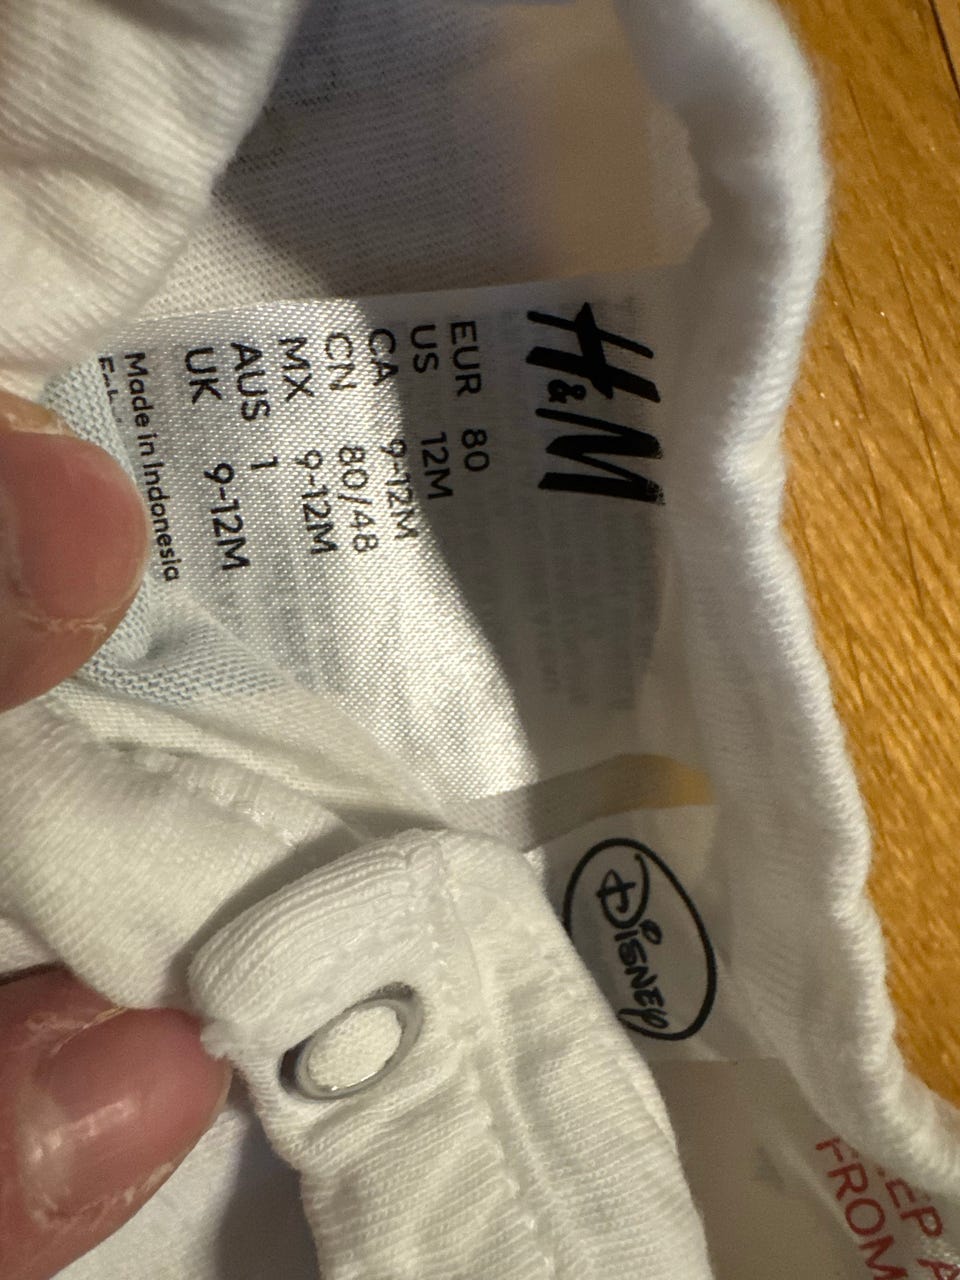 H&M
EUR 80
US 12M
CA 9-12M
CN 80/48
MX 9-12M
AUS 1
UK 9-12M
Made in Indonesia
Disney
FROM